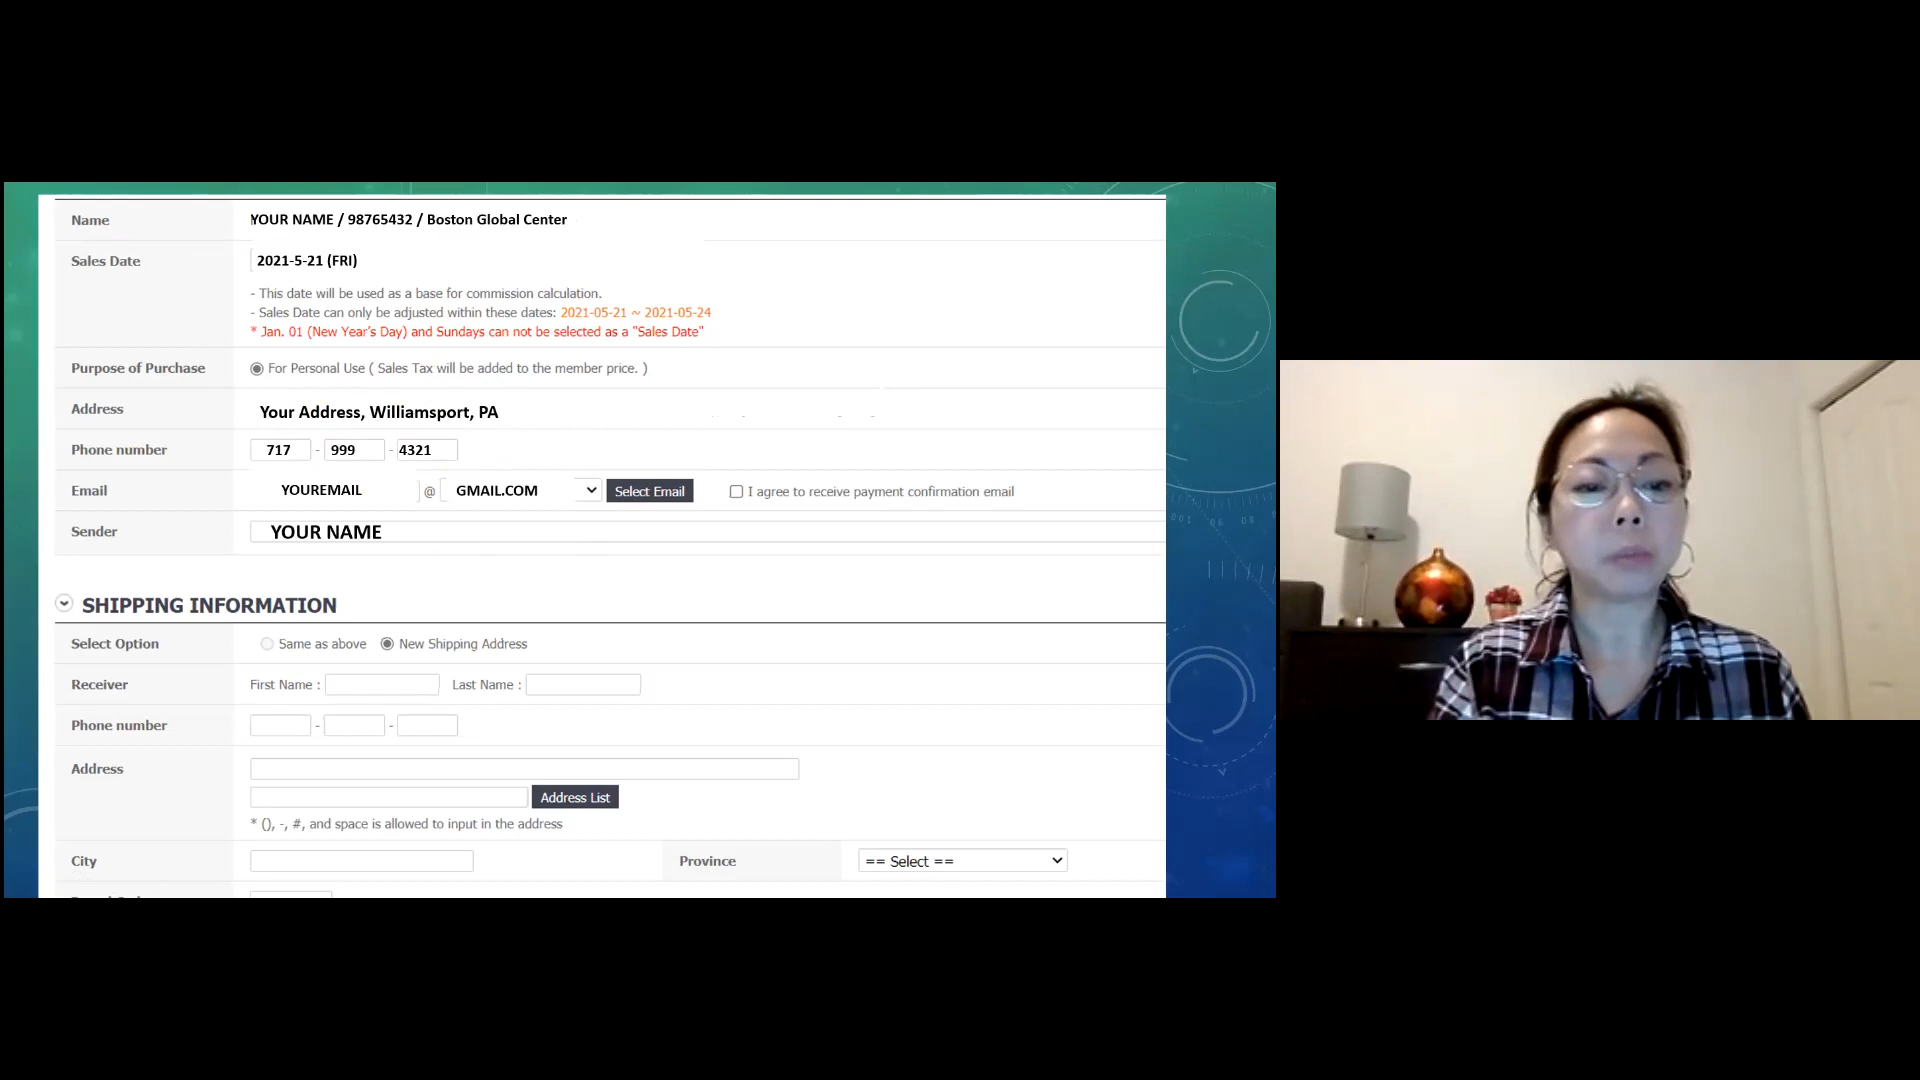 Name YOUR NAME / 98765432 / Boston Global Center
Sales Date 2021-5-21 (FRI)
- This date will be used as a base for commission calculation.
- Sales Date can only be adjusted within these dates: 2021-05-21 ~ 2021-05-24
* Jan. 01 (New Year's Day) and Sundays can not be selected as a "Sales Date"
Purpose of Purchase For Personal Use ( Sales Tax will be added to the member price. )
Address Your Address, Williamsport, PA
Phone number 717 - 999 - 4321
Email YOUREMAIL @ GMAIL.COM Select Email I agree to receive payment confirmation email
Sender YOUR NAME
SHIPPING INFORMATION
Select Option Same as above New Shipping Address
Receiver First Name : Last Name :
Phone number - -
Address
Address List
* (), -, #, and space is allowed to input in the address
City Province == Select ==
100 90 80